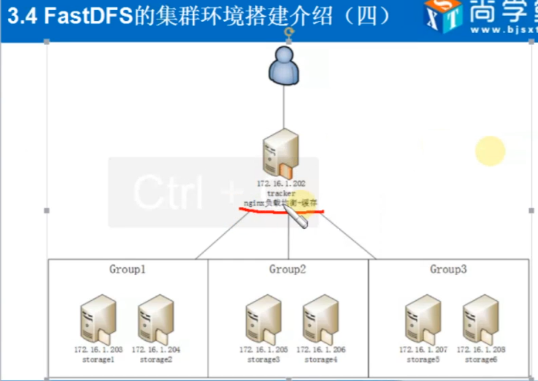 3.4 FastDFS的集群环境搭建介绍（四）
尚学
www.bjsxt
Ctrl +
172.16.1.202
tracker
nginx负载均衡-缓存
Group1
Group2
Group3
172.16.1.203
172.16.1.204
172.16.1.205
172.16.1.206
172.16.1.207
172.16.1.208
storage1
storage2
storage3
storage4
storage5
storage6